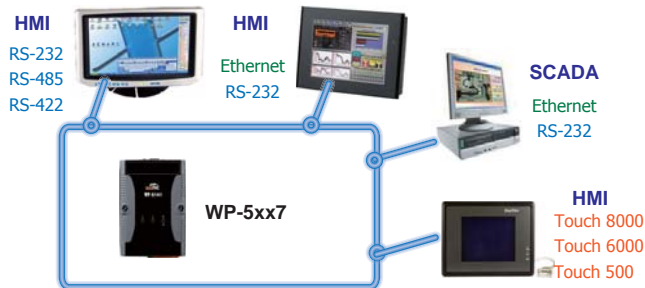 HMI
RS-232
RS-485
RS-422
HMI
Ethernet
RS-232
SCADA
Ethernet
RS-232
WP-5xx7
HMI
Touch 8000
Touch 6000
Touch 500